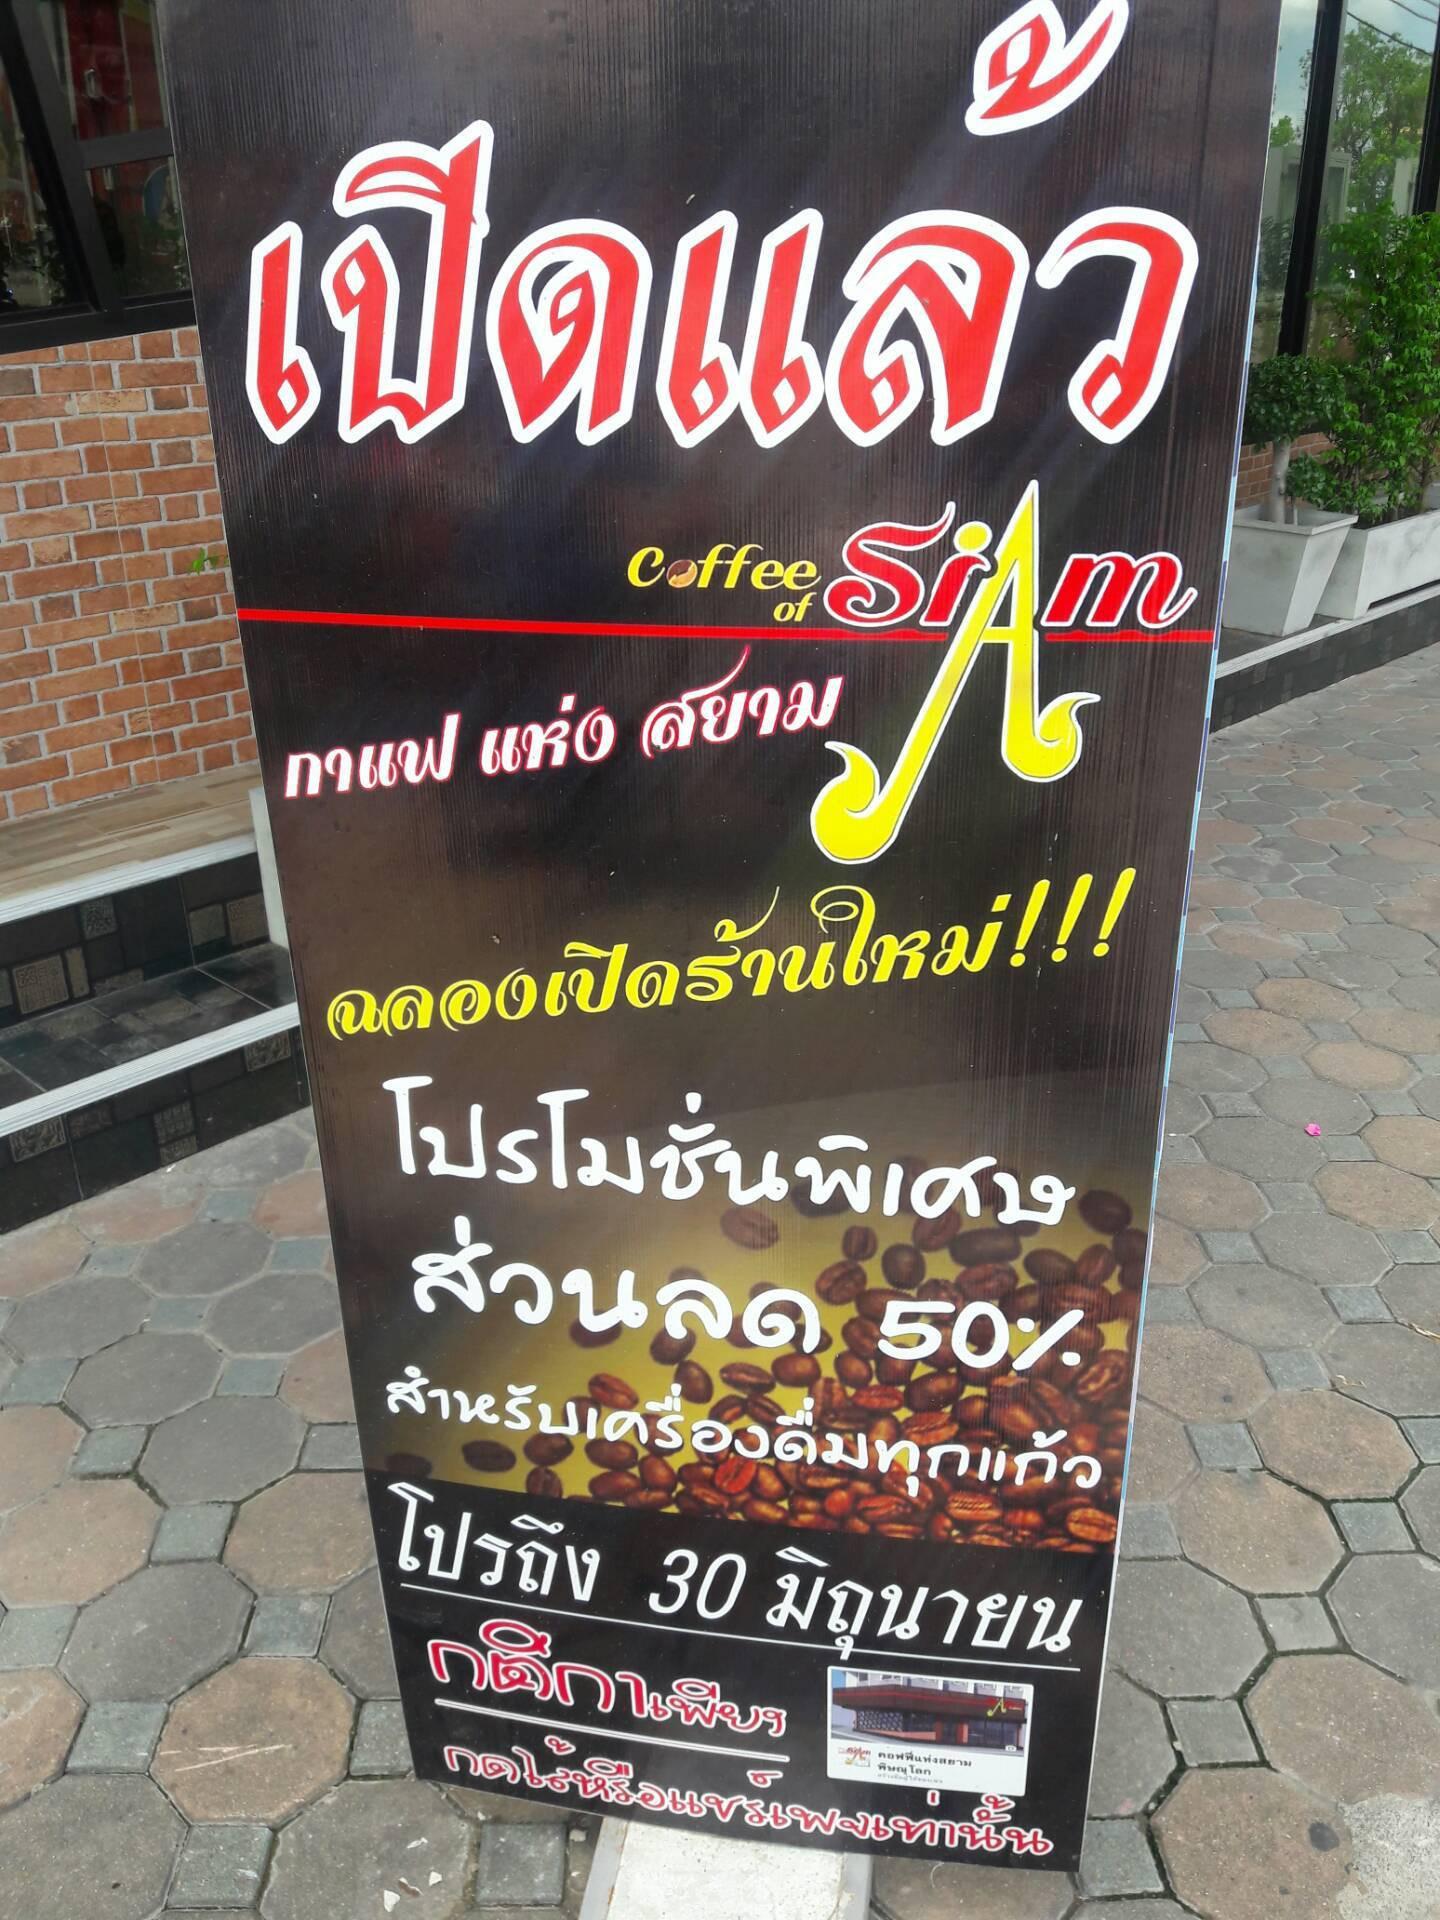 เปิดแล้ว
Coffee of SiAm
กาแฟ แห่ง สยาม
ฉลองเปิดร้านใหม่!!!
โปรโมชั่นพิเศษ
ส่วนลด 50%
สำหรับเครื่องดื่มทุกแก้ว
โปรถึง 30 มิถุนายน
กติกาเพียง
กดไลท์หรือแชร์เพจเท่านั้น
คอฟฟี่แห่งสยาม
พิษณุโลก